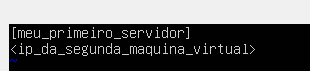 [meu_primeiro_servidor]
<ip_da_segunda_maquina_virtual>
~